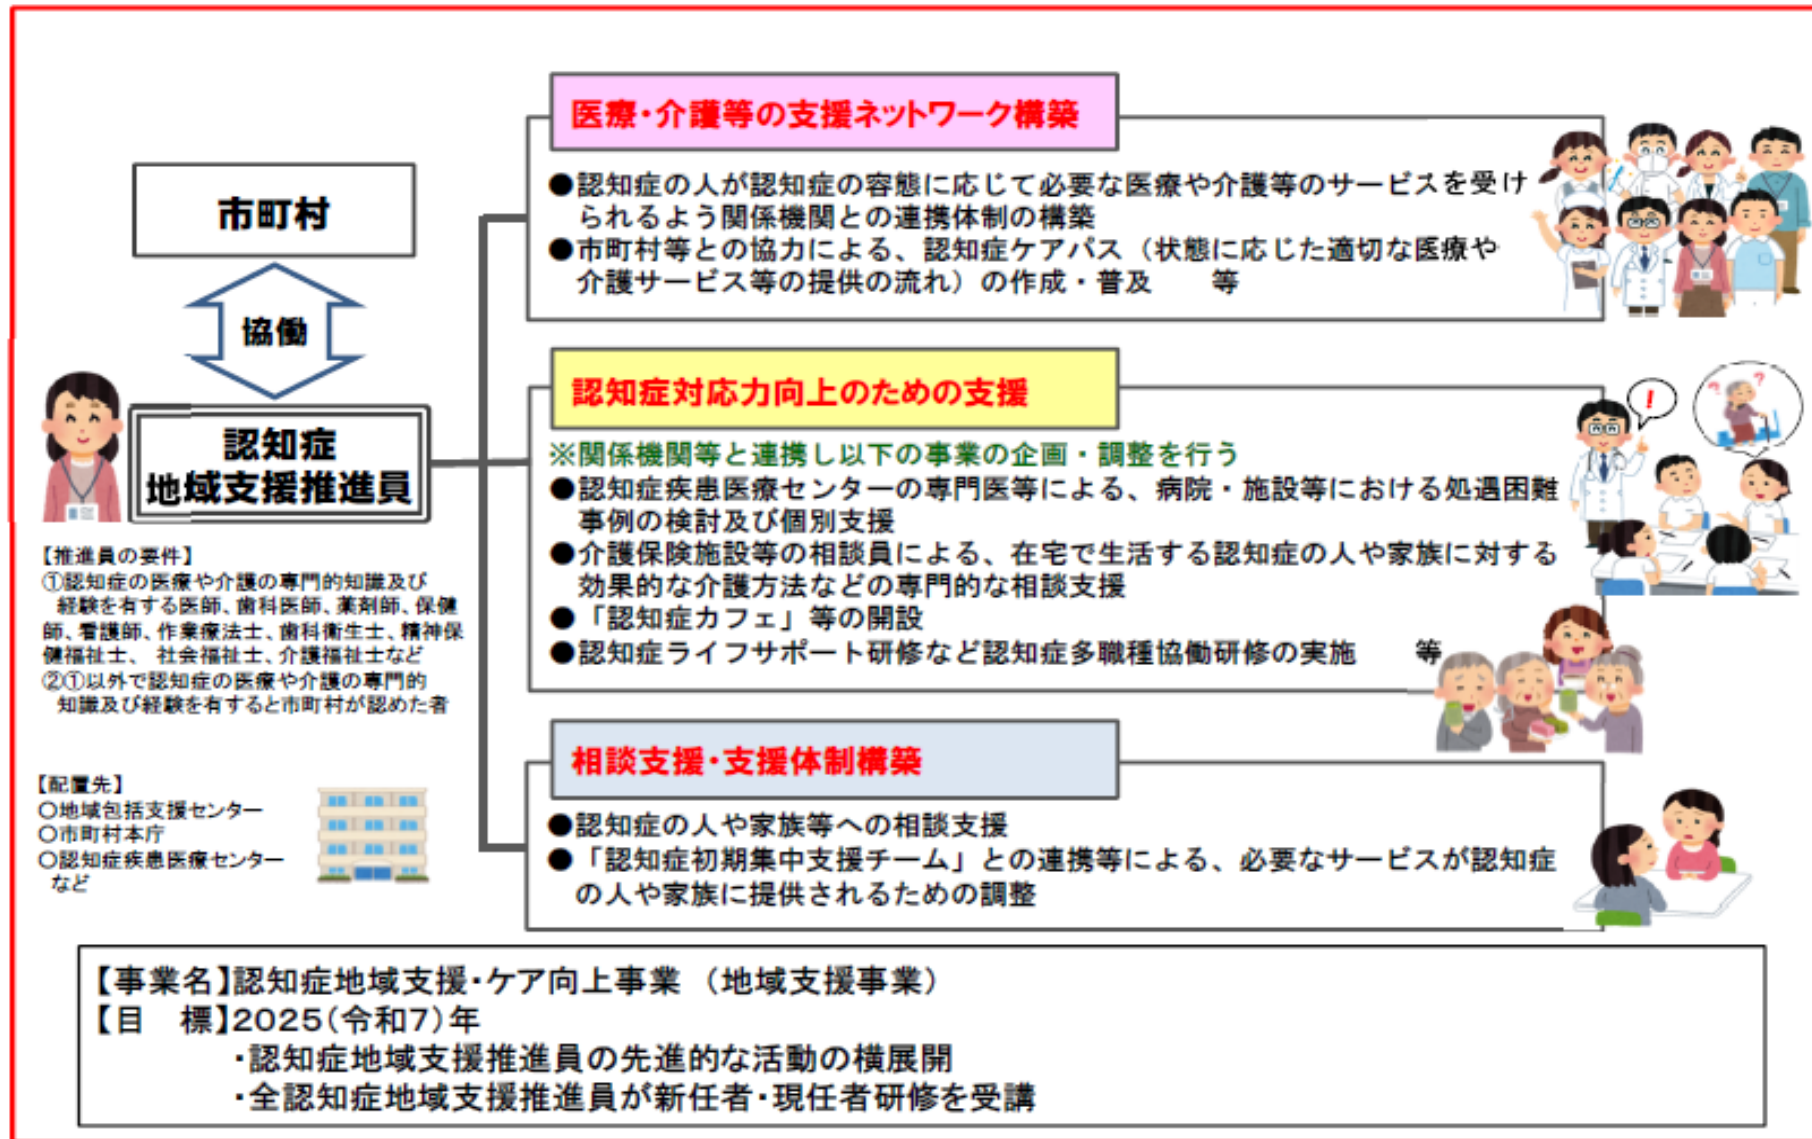 市町村
協働
認知症
地域支援推進員
【推進員の要件】
①認知症の医療や介護の専門的知識及び
経験を有する医師、歯科医師、薬剤師、保健
師、看護師、作業療法士、歯科衛生士、精神保
健福祉士、 社会福祉士、介護福祉士など
②①以外で認知症の医療や介護の専門的
知識及び経験を有すると市町村が認めた者
【配置先】
○地域包括支援センター
○市町村本庁
○認知症疾患医療センター
など
医療・介護等の支援ネットワーク構築
●認知症の人が認知症の容態に応じて必要な医療や介護等のサービスを受け
られるよう関係機関との連携体制の構築
●市町村等との協力による、認知症ケアパス（状態に応じた適切な医療や
介護サービス等の提供の流れ）の作成・普及　等
認知症対応力向上のための支援
※関係機関等と連携し以下の事業の企画・調整を行う
●認知症疾患医療センターの専門医等による、病院・施設等における処遇困難
事例の検討及び個別支援
●介護保険施設等の相談員による、在宅で生活する認知症の人や家族に対する
効果的な介護方法などの専門的な相談支援
●「認知症カフェ」等の開設
●認知症ライフサポート研修など認知症多職種協働研修の実施　等
!
? ?
相談支援・支援体制構築
●認知症の人や家族等への相談支援
●「認知症初期集中支援チーム」との連携等による、必要なサービスが認知症
の人や家族に提供されるための調整
【事業名】認知症地域支援・ケア向上事業 （地域支援事業）
【目　標】2025（令和7）年
・認知症地域支援推進員の先進的な活動の横展開
・全認知症地域支援推進員が新任者・現任者研修を受講